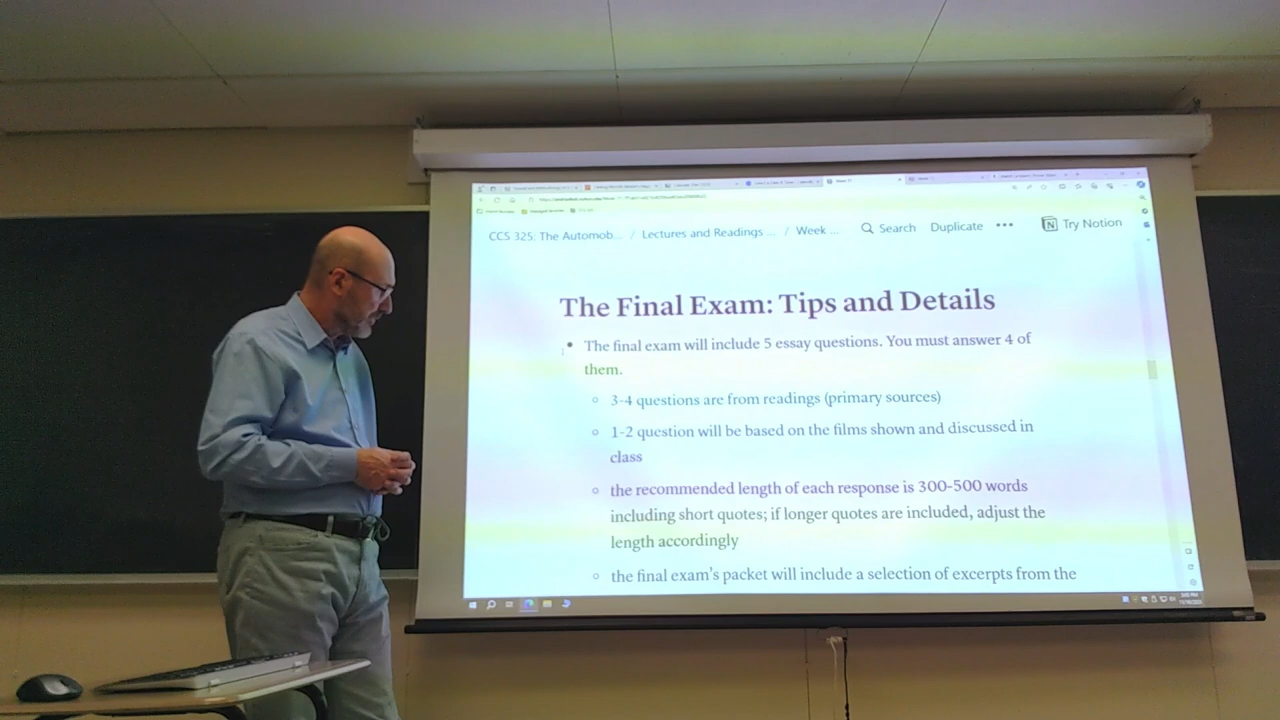 CCS 325: The Automob... / Lectures and Readings ... / Week ... Search Duplicate ••• Try Notion
The Final Exam: Tips and Details
• The final exam will include 5 essay questions. You must answer 4 of
them.
◦ 3-4 questions are from readings (primary sources)
◦ 1-2 question will be based on the films shown and discussed in
class
◦ the recommended length of each response is 300-500 words
including short quotes; if longer quotes are included, adjust the
length accordingly
◦ the final exam's packet will include a selection of excerpts from the